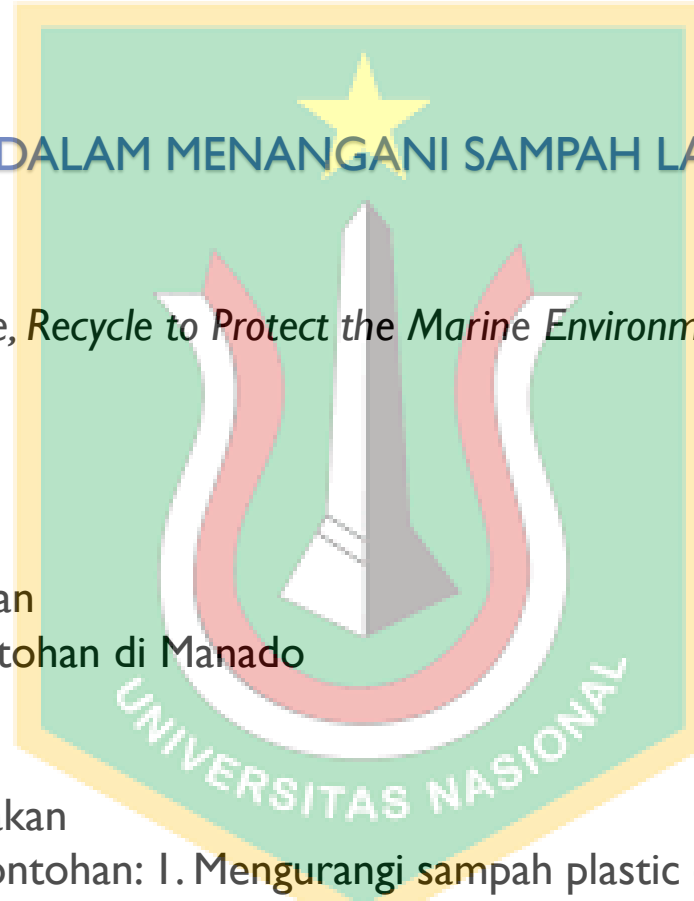 DALAM MENANGANI SAMPAH LA
e, Recycle to Protect the Marine Environm
an
tohan di Manado
UNIVERSITAS NASIONAL
akan
ontohan: 1. Mengurangi sampah plastic